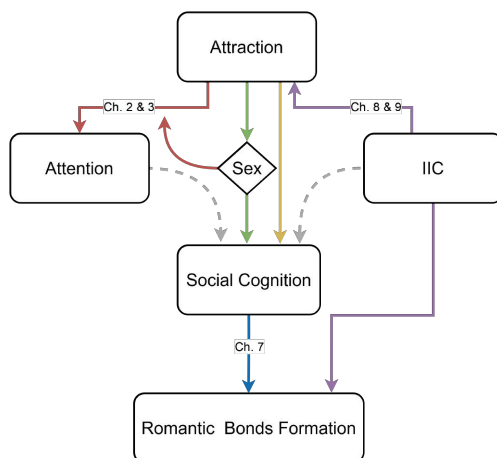 Attraction
Ch. 2 & 3
Ch. 8 & 9
Attention
Sex
IIC
Social Cognition
Ch. 7
Romantic Bonds Formation